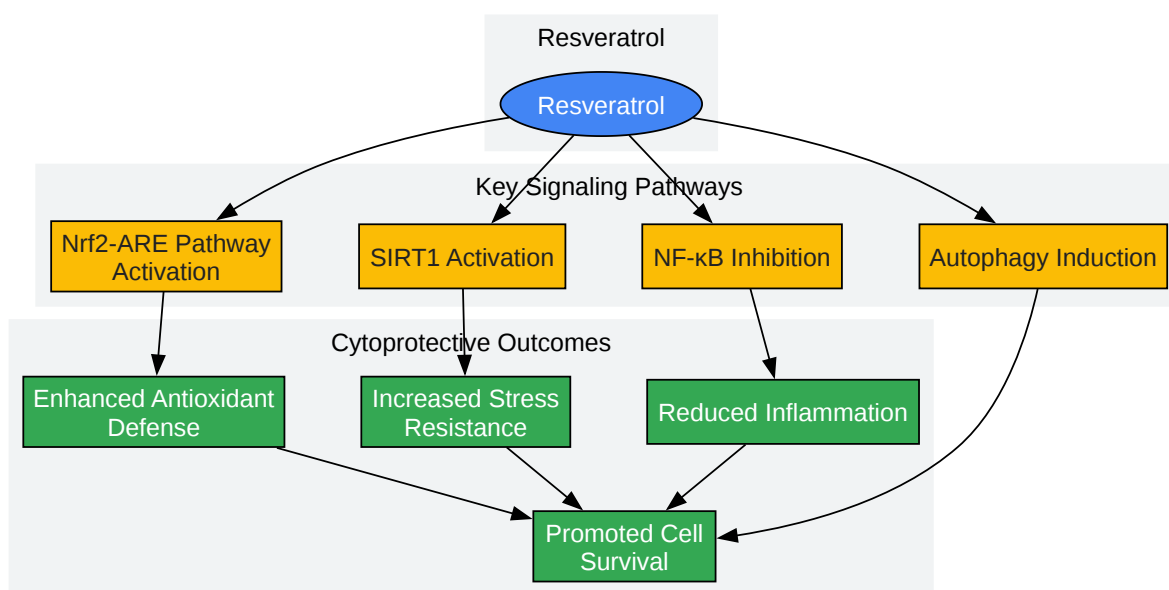 Resveratrol
Resveratrol
Key Signaling Pathways
Nrf2-ARE Pathway
Activation
SIRT1 Activation
NF-κB Inhibition
Autophagy Induction
Cytoprotective Outcomes
Enhanced Antioxidant
Defense
Increased Stress
Resistance
Reduced Inflammation
Promoted Cell
Survival